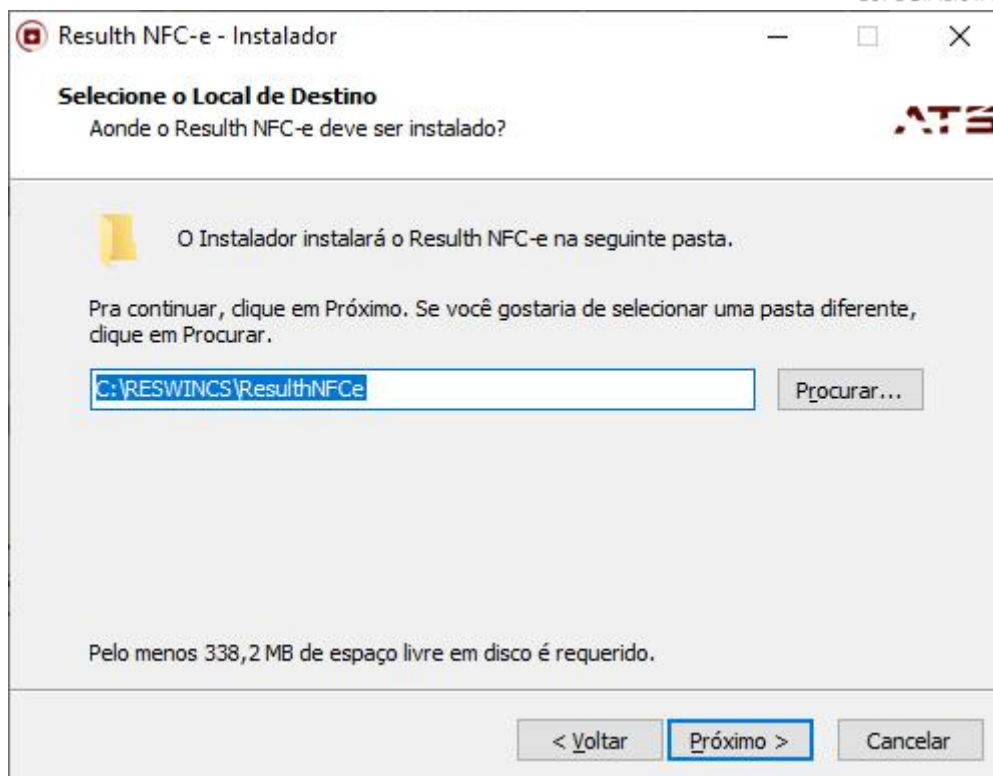 Resulth NFC-e - Instalador
Selecione o Local de Destino
Aonde o Resulth NFC-e deve ser instalado?
ATS
O Instalador instalará o Resulth NFC-e na seguinte pasta.
Pra continuar, clique em Próximo. Se você gostaria de selecionar uma pasta diferente,
clique em Procurar.
C:\RESWINCS\ResulthNFCe
Procurar...
Pelo menos 338,2 MB de espaço livre em disco é requerido.
< Voltar
Próximo >
Cancelar